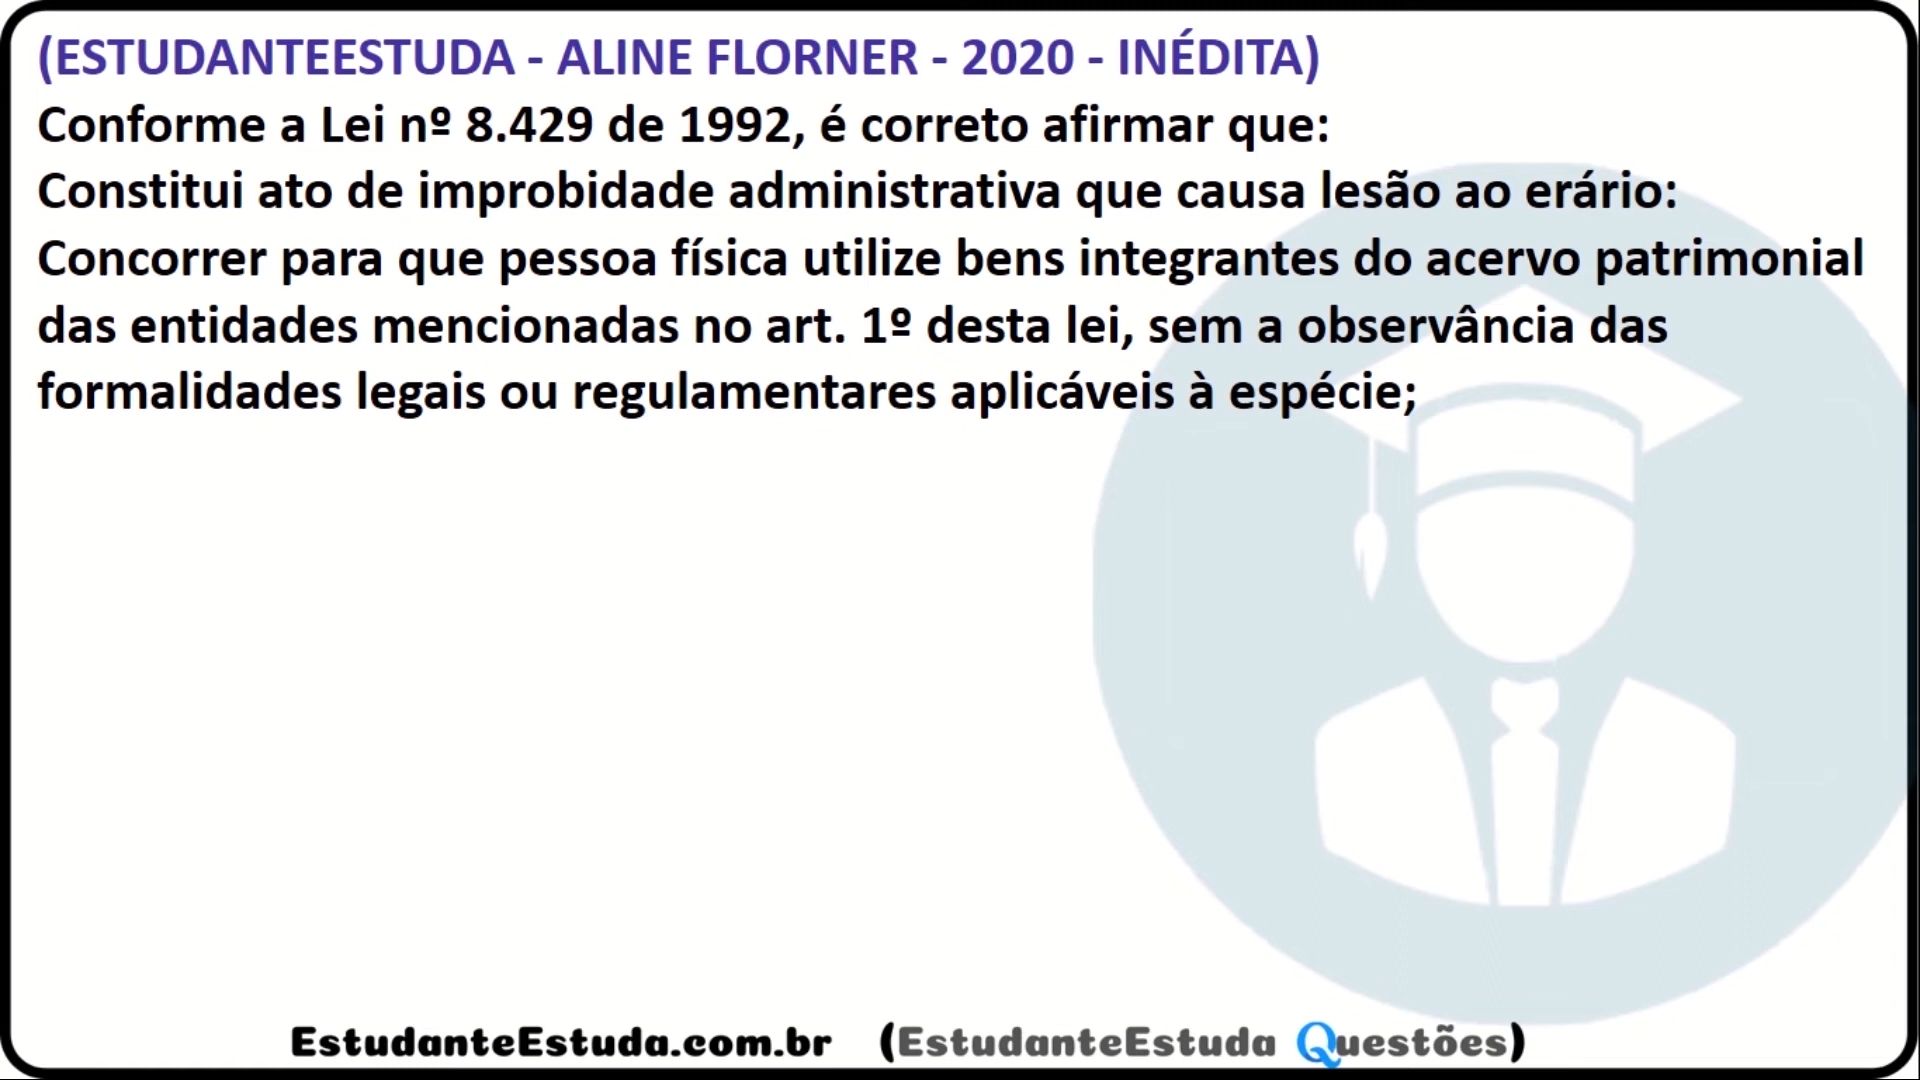 (ESTUDANTEESTUDA - ALINE FLORNER - 2020 - INÉDITA)
Conforme a Lei nº 8.429 de 1992, é correto afirmar que:
Constitui ato de improbidade administrativa que causa lesão ao erário:
Concorrer para que pessoa física utilize bens integrantes do acervo patrimonial
das entidades mencionadas no art. 1º desta lei, sem a observância das
formalidades legais ou regulamentares aplicáveis à espécie;
EstudanteEstuda.com.br (EstudanteEstuda Questões)